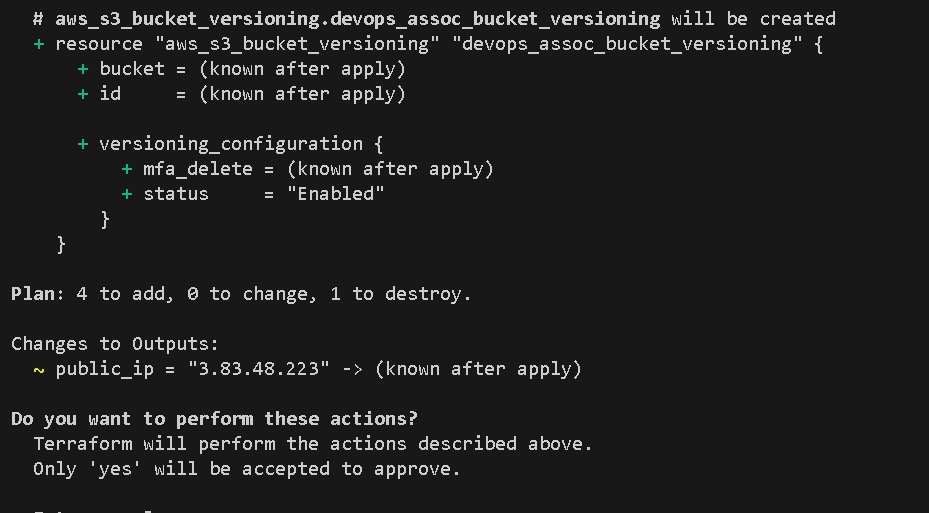 # aws_s3_bucket_versioning.devops_assoc_bucket_versioning will be created
+ resource "aws_s3_bucket_versioning" "devops_assoc_bucket_versioning" {
+ bucket = (known after apply)
+ id     = (known after apply)
+ versioning_configuration {
+ mfa_delete = (known after apply)
+ status     = "Enabled"
}
}
Plan: 4 to add, 0 to change, 1 to destroy.
Changes to Outputs:
~ public_ip = "3.83.48.223" -> (known after apply)
Do you want to perform these actions?
Terraform will perform the actions described above.
Only 'yes' will be accepted to approve.